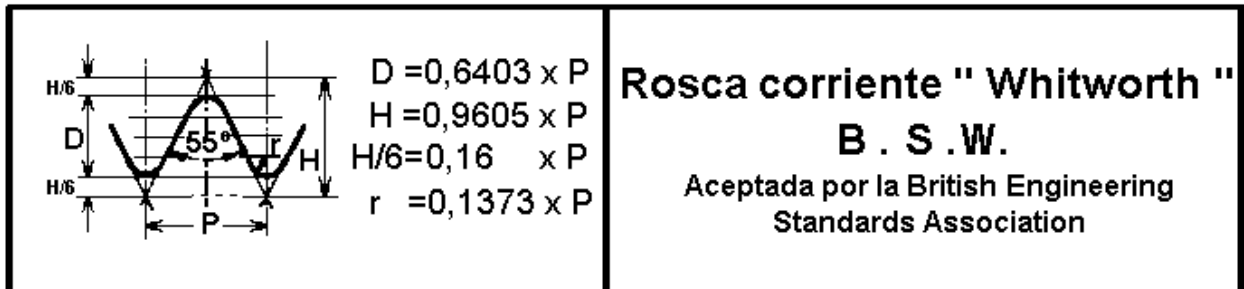 H/6
D
H/6
55°
r
H
P
D =0,6403 x P
H =0,9605 x P
H/6=0,16 x P
r =0,1373 x P
Rosca corriente " Whitworth "
B . S .W.
Aceptada por la British Engineering
Standards Association